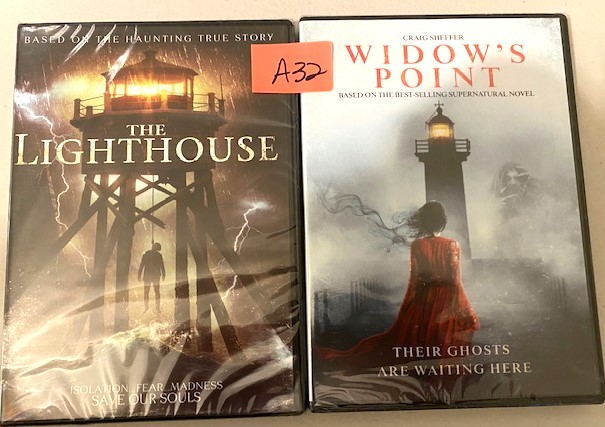 BASED ON THE HAUNTING TRUE STORY
THE
LIGHTHOUSE
ISOLATION FEAR MADNESS
SAVE OUR SOULS
A32
CRAIG SHEFFER
WIDOW'S
POINT
BASED ON THE BEST-SELLING SUPERNATURAL NOVEL
THEIR GHOSTS
ARE WAITING HERE